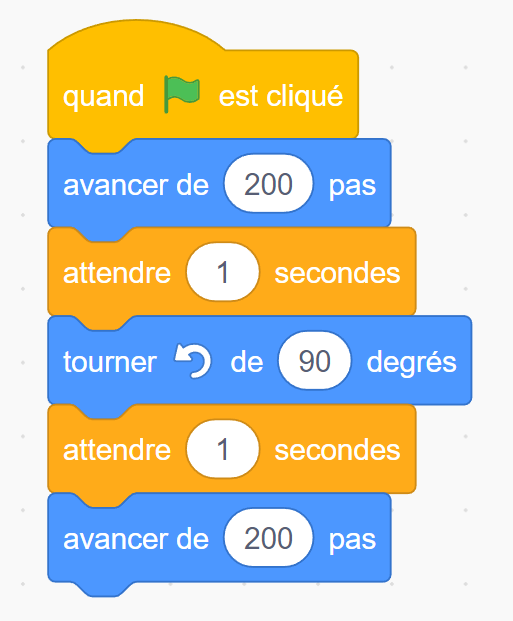 quand est cliqué
avancer de 200 pas
attendre 1 secondes
tourner de 90 degrés
attendre 1 secondes
avancer de 200 pas